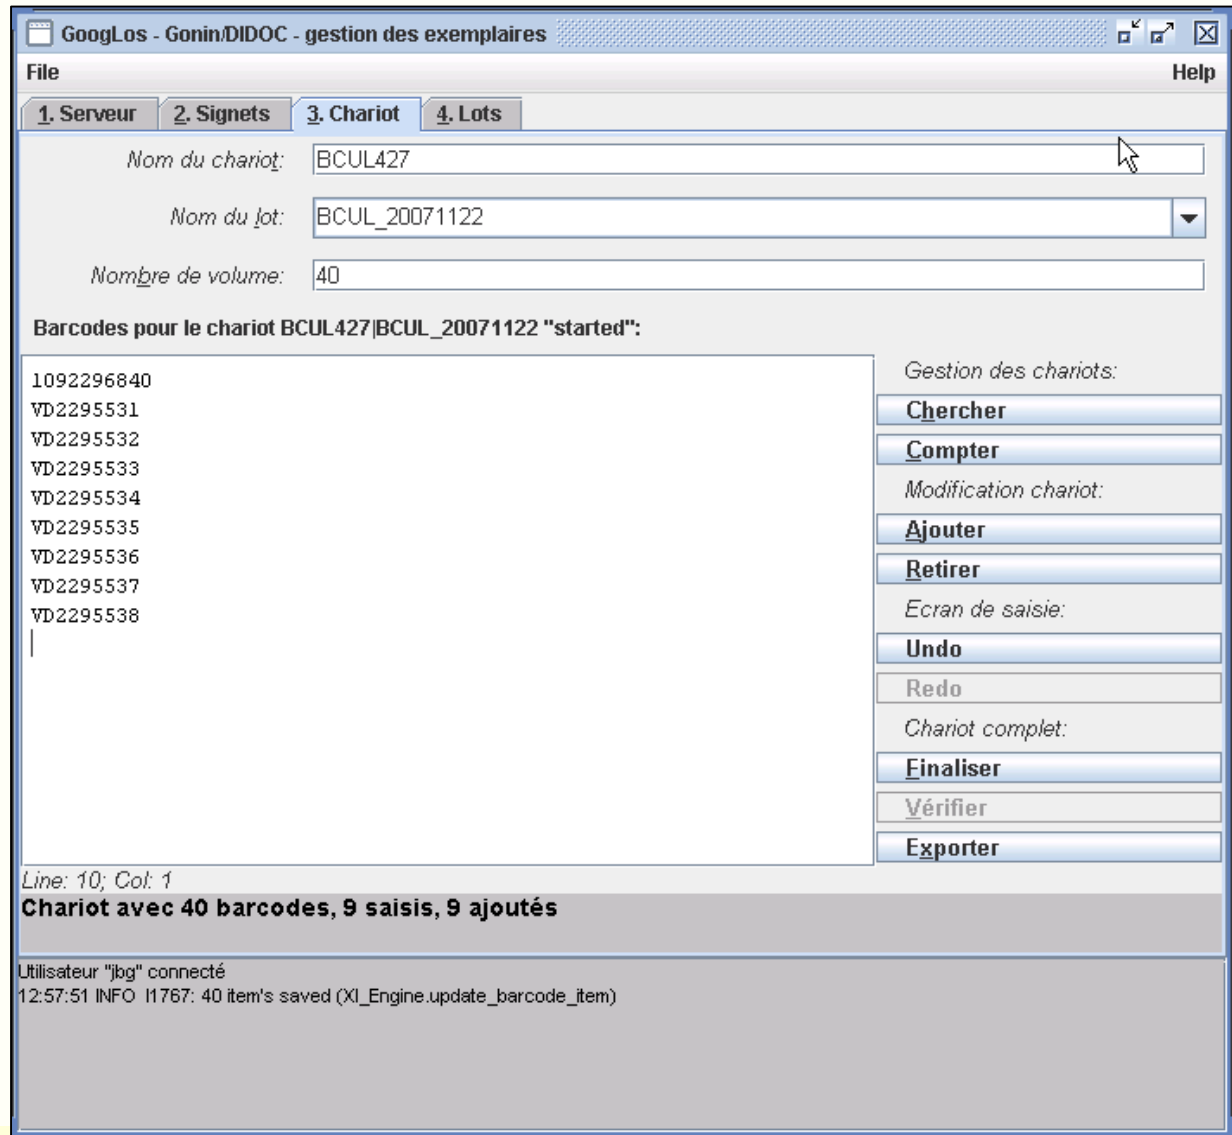 GoogLos - Gonin/DIDOC - gestion des exemplaires
File Help
1. Serveur 2. Signets 3. Chariot 4. Lots
Nom du chariot: BCUL427
Nom du lot: BCUL_20071122
Nombre de volume: 40
Barcodes pour le chariot BCUL427|BCUL_20071122 "started":
1092296840
VD2295531
VD2295532
VD2295533
VD2295534
VD2295535
VD2295536
VD2295537
VD2295538
Gestion des chariots:
Chercher
Compter
Modification chariot:
Ajouter
Retirer
Ecran de saisie:
Undo
Redo
Chariot complet:
Finaliser
Vérifier
Exporter
Line: 10; Col: 1
Chariot avec 40 barcodes, 9 saisis, 9 ajoutés
Utilisateur "jbg" connecté
12:57:51 INFO I1767: 40 item's saved (XI_Engine.update_barcode_item)